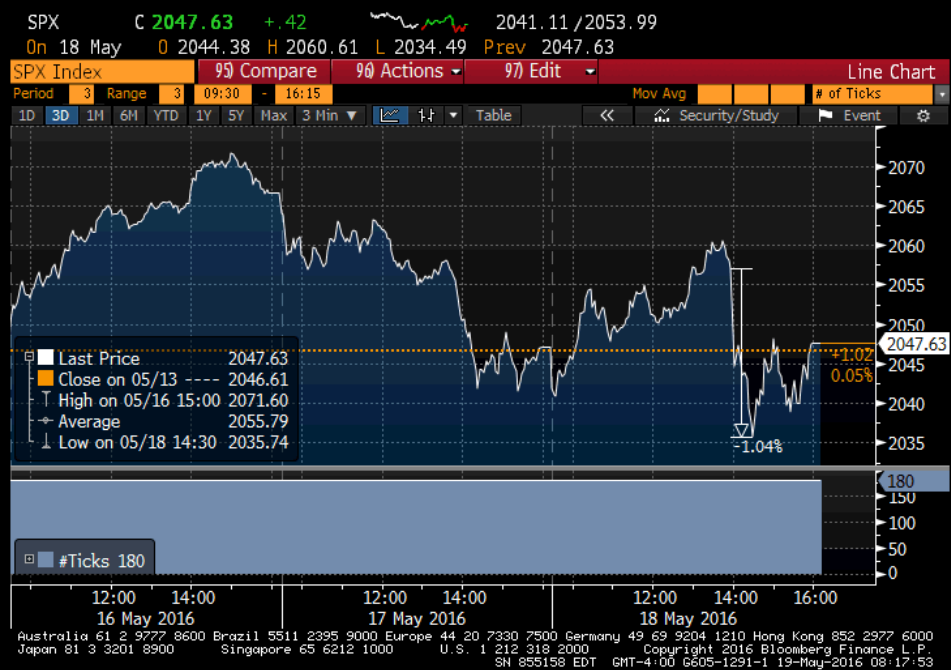 SPX C 2047.63 +.42 2041.11/2053.99
On 18 May O 2044.38 H 2060.61 L 2034.49 Prev 2047.63
SPX Index 95) Compare 96) Actions 97) Edit Line Chart
Period 3 Range 3 09:30 - 16:15 Mov Avg # of Ticks
1D 3D 1M 6M YTD 1Y 5Y Max 3 Min ▼ Table « Security/Study Event
2070
2065
2060
2055
2050
2047.63
+1.02
2045
0.05%
2040
2035
Last Price 2047.63
Close on 05/13 ---- 2046.61
High on 05/16 15:00 2071.60
Average 2055.79
Low on 05/18 14:30 2035.74
-1.04%
180
150
100
50
0
#Ticks 180
12:00 14:00 12:00 14:00 12:00 14:00 16:00
16 May 2016 17 May 2016 18 May 2016
Australia 61 2 9777 8600 Brazil 5511 2395 9000 Europe 44 20 7330 7500 Germany 49 69 9204 1210 Hong Kong 852 2977 6000
Japan 81 3 3201 8900 Singapore 65 6212 1000 U.S. 1 212 318 2000 Copyright 2016 Bloomberg Finance L.P.
SN 855158 EDT GMT-4:00 G605-1291-1 19-May-2016 08:17:53